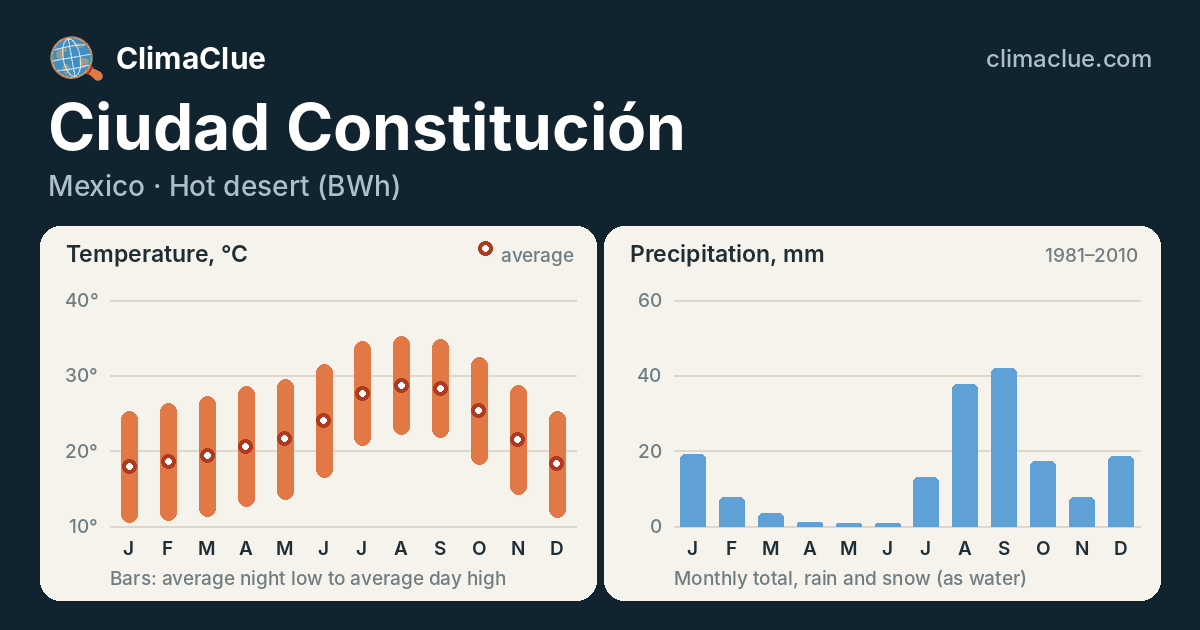 ClimaClue
climaclue.com
Ciudad Constitución
Mexico · Hot desert (BWh)
Temperature, °C
average
40°
30°
20°
10°
J F M A M J J A S O N D
Bars: average night low to average day high
Precipitation, mm
1981–2010
60
40
20
0
J F M A M J J A S O N D
Monthly total, rain and snow (as water)